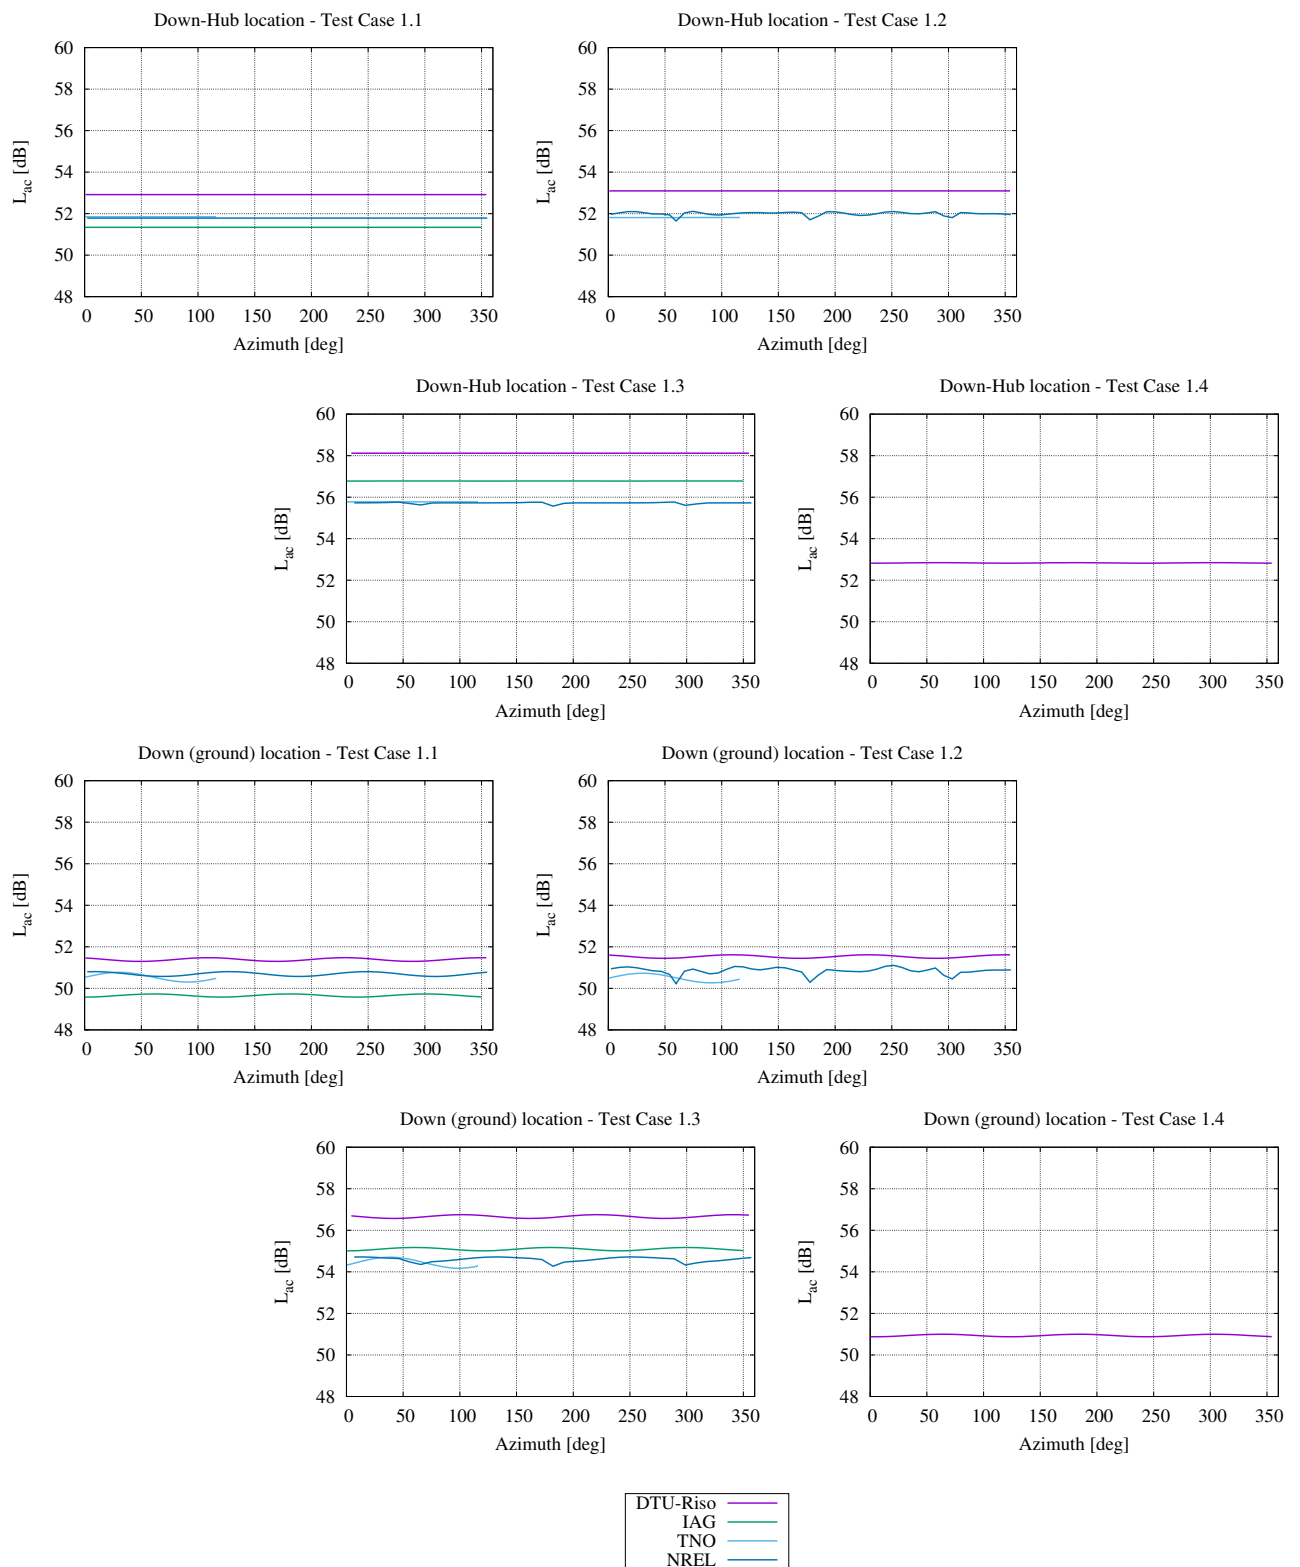 Down-Hub location - Test Case 1.1
L_ac [dB]
60
58
56
54
52
50
48
0 50 100 150 200 250 300 350
Azimuth [deg]
Down-Hub location - Test Case 1.2
L_ac [dB]
60
58
56
54
52
50
48
0 50 100 150 200 250 300 350
Azimuth [deg]
Down-Hub location - Test Case 1.3
L_ac [dB]
60
58
56
54
52
50
48
0 50 100 150 200 250 300 350
Azimuth [deg]
Down-Hub location - Test Case 1.4
L_ac [dB]
60
58
56
54
52
50
48
0 50 100 150 200 250 300 350
Azimuth [deg]
Down (ground) location - Test Case 1.1
L_ac [dB]
60
58
56
54
52
50
48
0 50 100 150 200 250 300 350
Azimuth [deg]
Down (ground) location - Test Case 1.2
L_ac [dB]
60
58
56
54
52
50
48
0 50 100 150 200 250 300 350
Azimuth [deg]
Down (ground) location - Test Case 1.3
L_ac [dB]
60
58
56
54
52
50
48
0 50 100 150 200 250 300 350
Azimuth [deg]
Down (ground) location - Test Case 1.4
L_ac [dB]
60
58
56
54
52
50
48
0 50 100 150 200 250 300 350
Azimuth [deg]
DTU-Riso
IAG
TNO
NREL